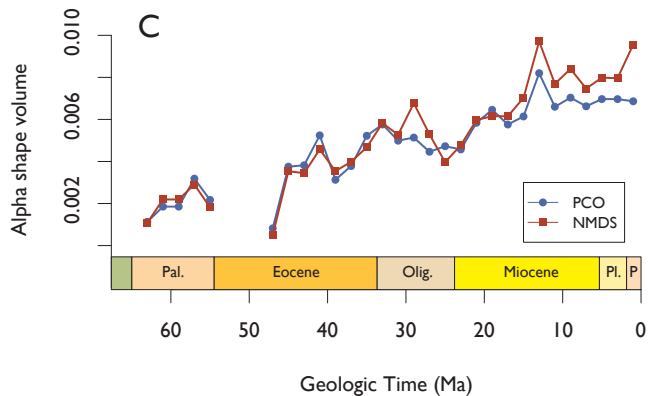 C
0.010
0.006
0.002
Alpha shape volume
PCO
NMDS
Pal. Eocene Olig. Miocene Pl. P
60 50 40 30 20 10 0
Geologic Time (Ma)